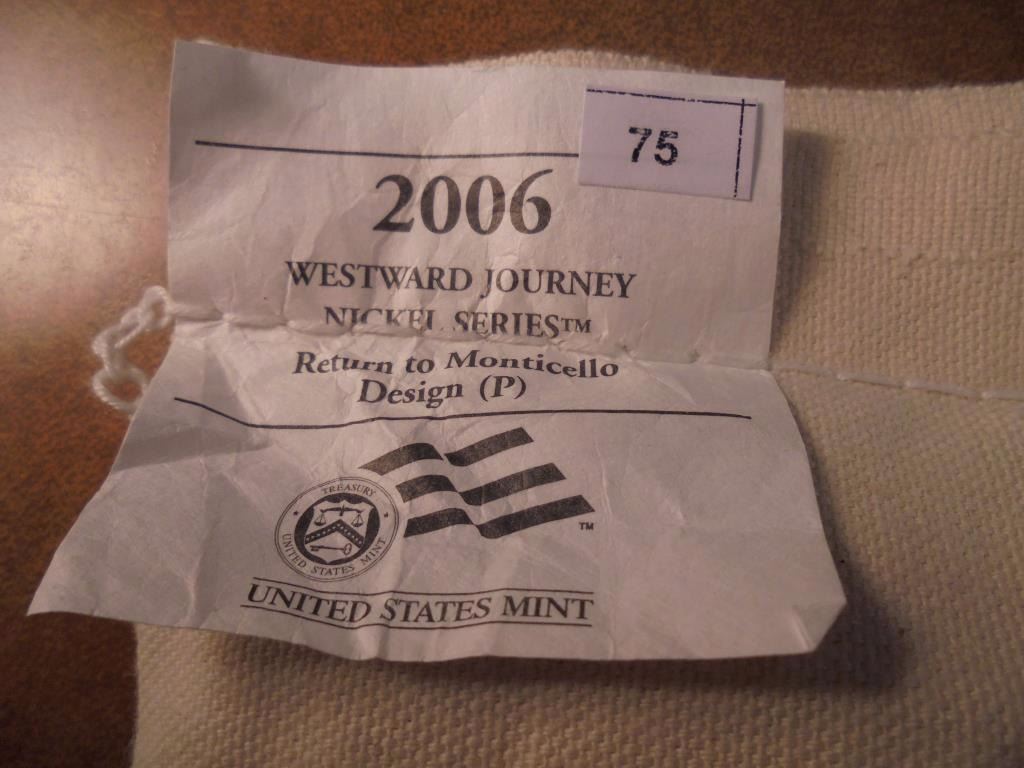 75
2006
WESTWARD JOURNEY
NICKEL SERIES™
Return to Monticello
Design (P)
TREASURY
UNITED STATES MINT
™
UNITED STATES MINT